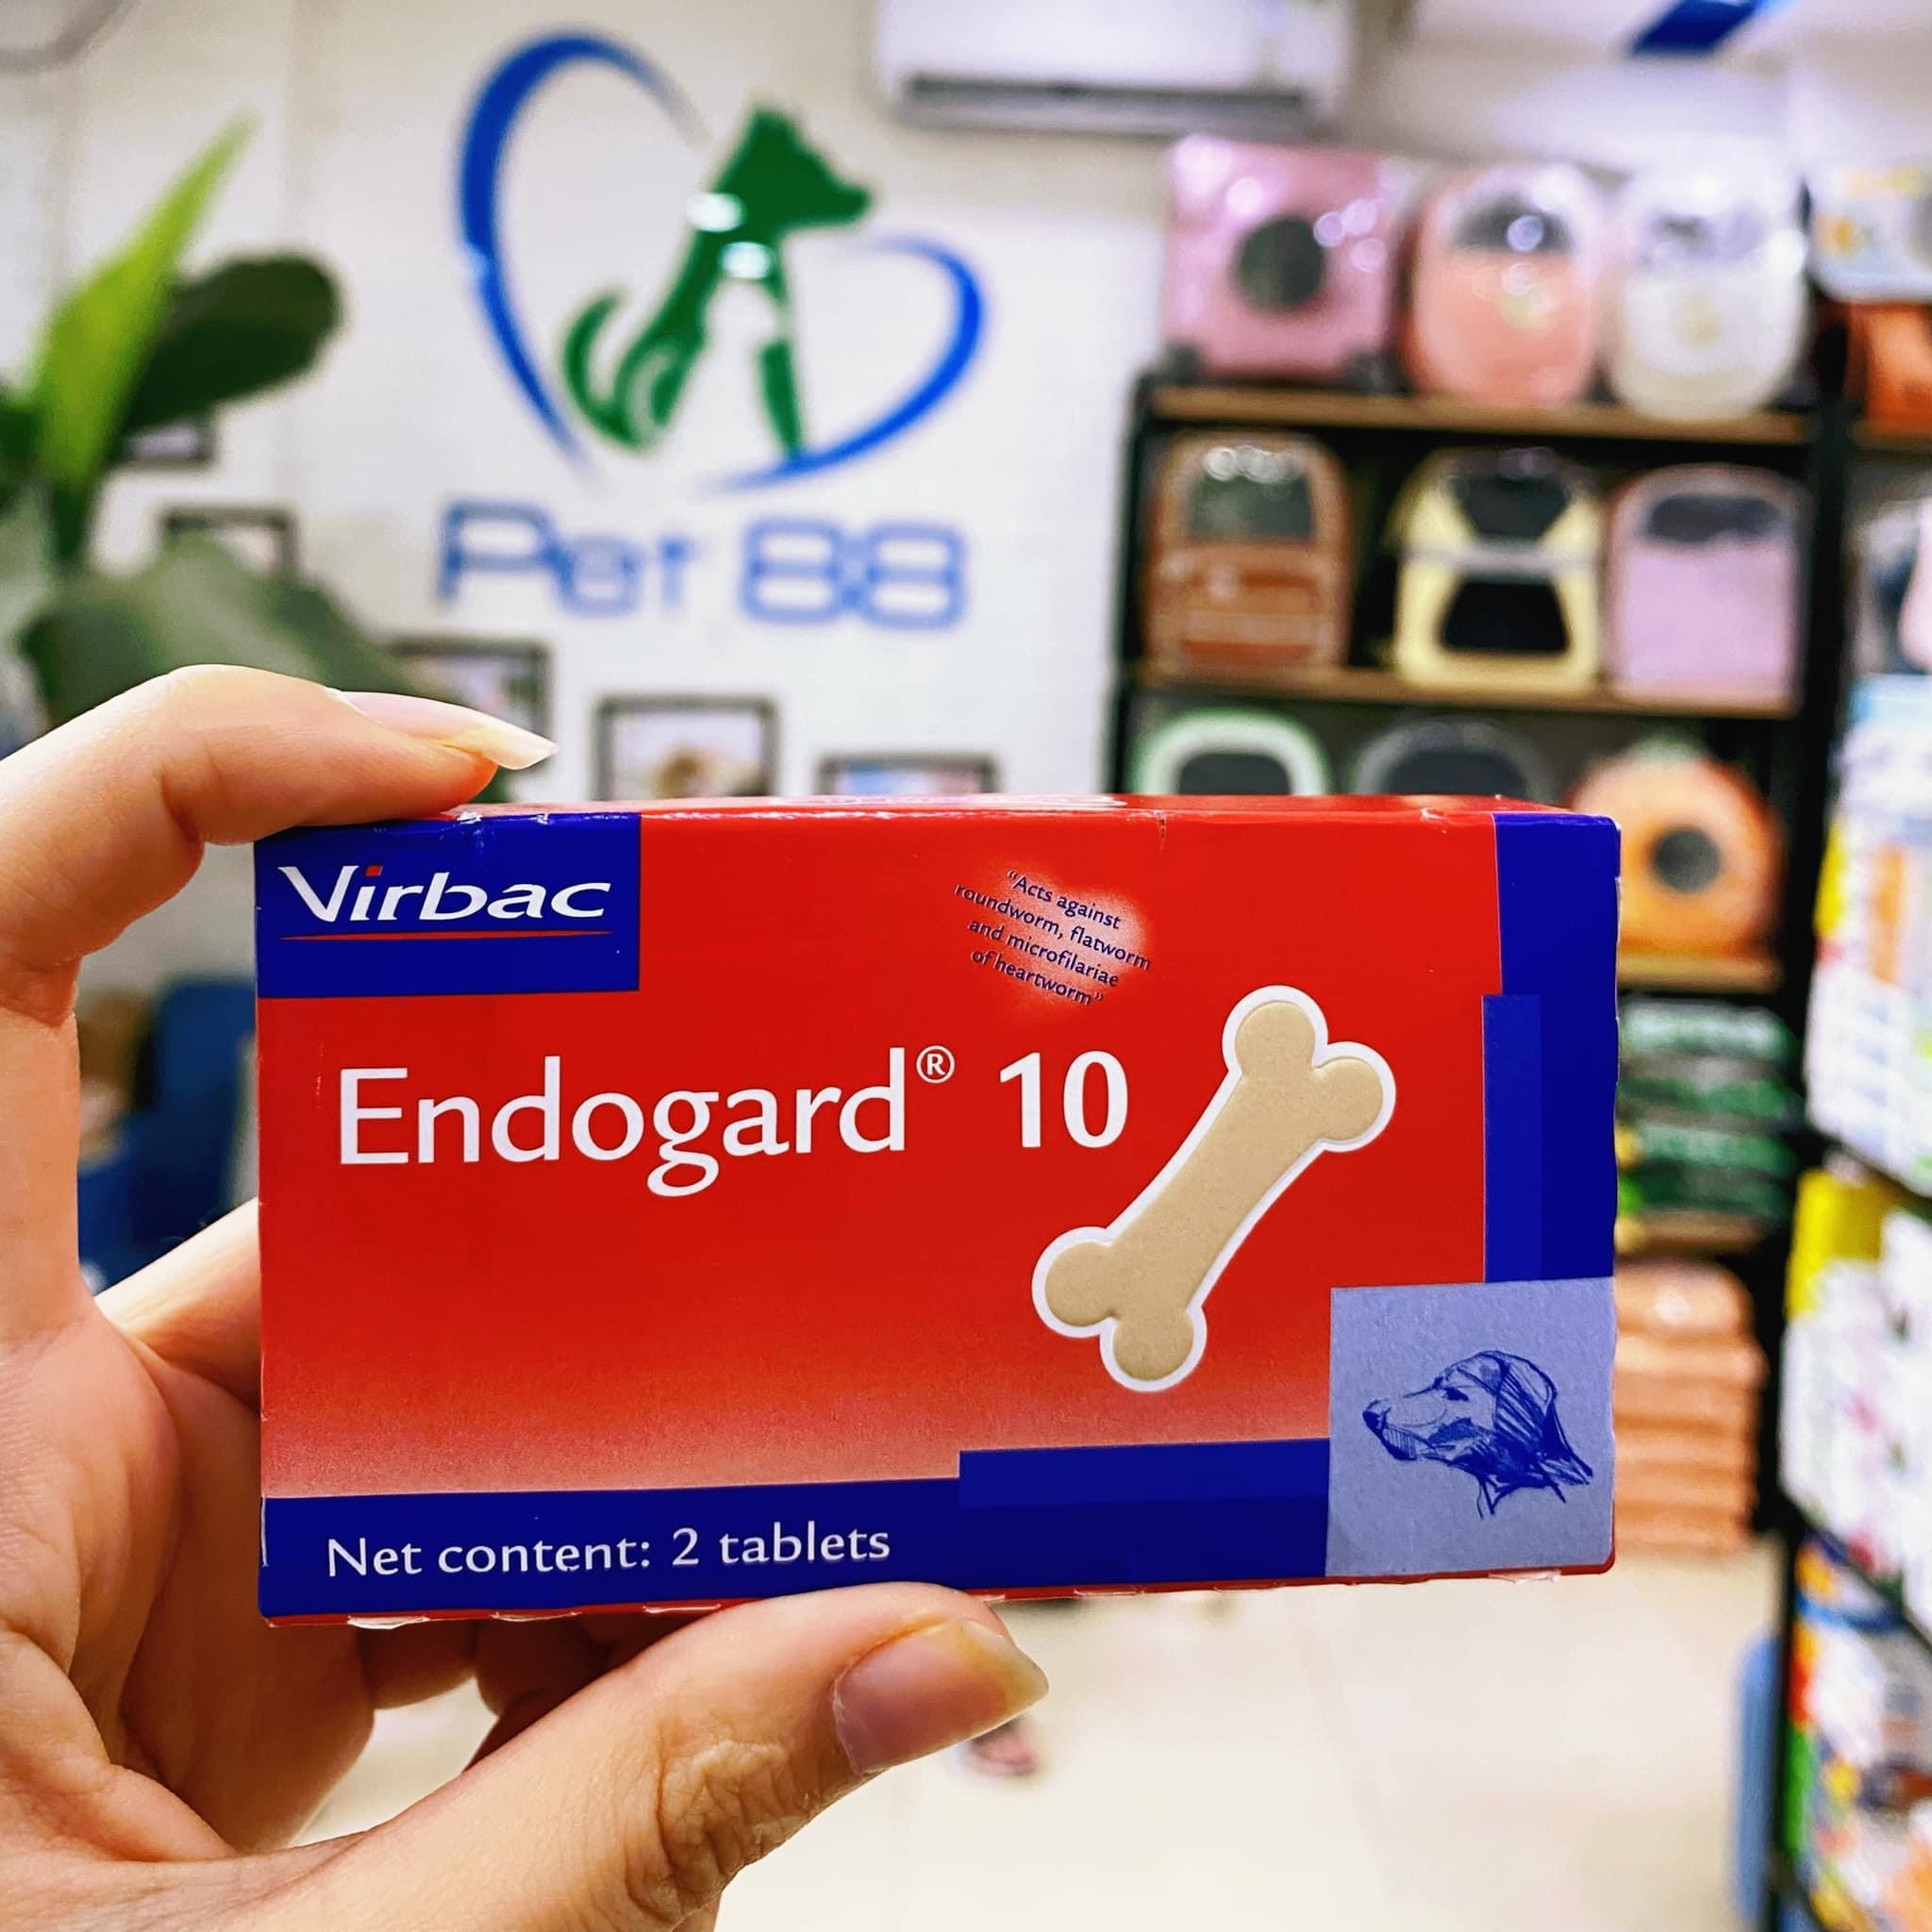 Pet 88
Virbac
"Acts against
roundworm, flatworm
and microfilariae
of heartworm"
Endogard® 10
Net content: 2 tablets